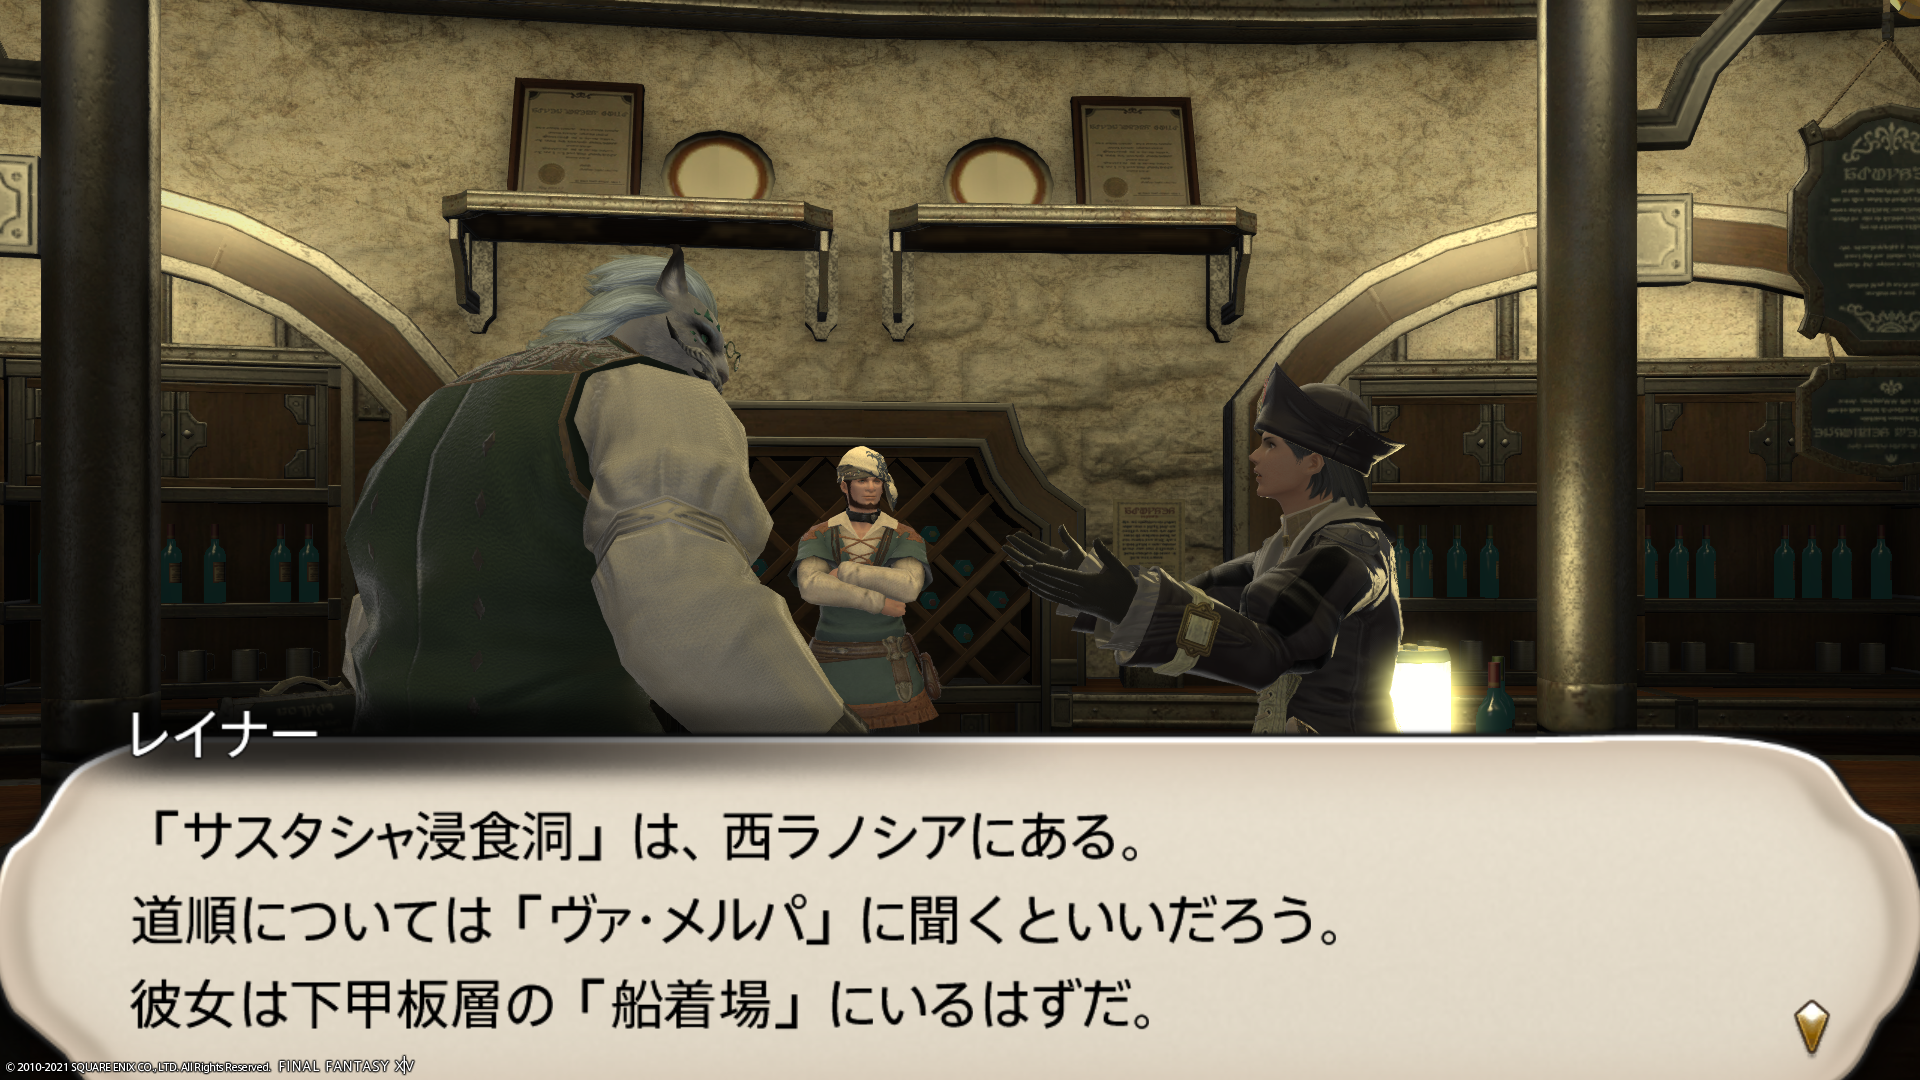 レイナー
「サスタシャ浸食洞」は、西ラノシアにある。
道順については「ヴァ・メルパ」に聞くといいだろう。
彼女は下甲板層の「船着場」にいるはずだ。
© 2010-2021 SQUARE ENIX CO., LTD. All Rights Reserved. FINAL FANTASY XIV